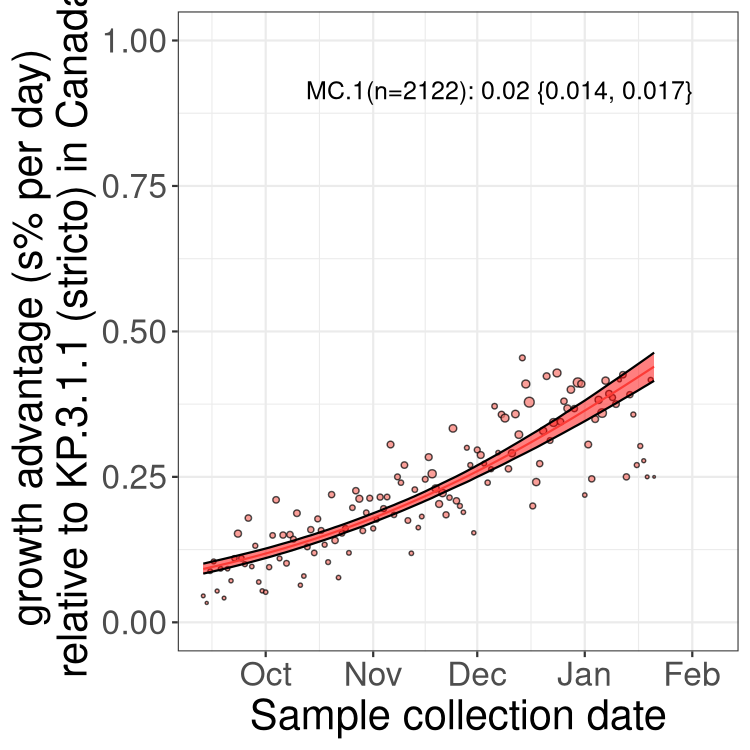 growth advantage (s% per day)
relative to KP.3.1.1 (stricto) in Canada
1.00
0.75
0.50
0.25
0.00
MC.1(n=2122): 0.02 {0.014, 0.017}
Oct Nov Dec Jan Feb
Sample collection date